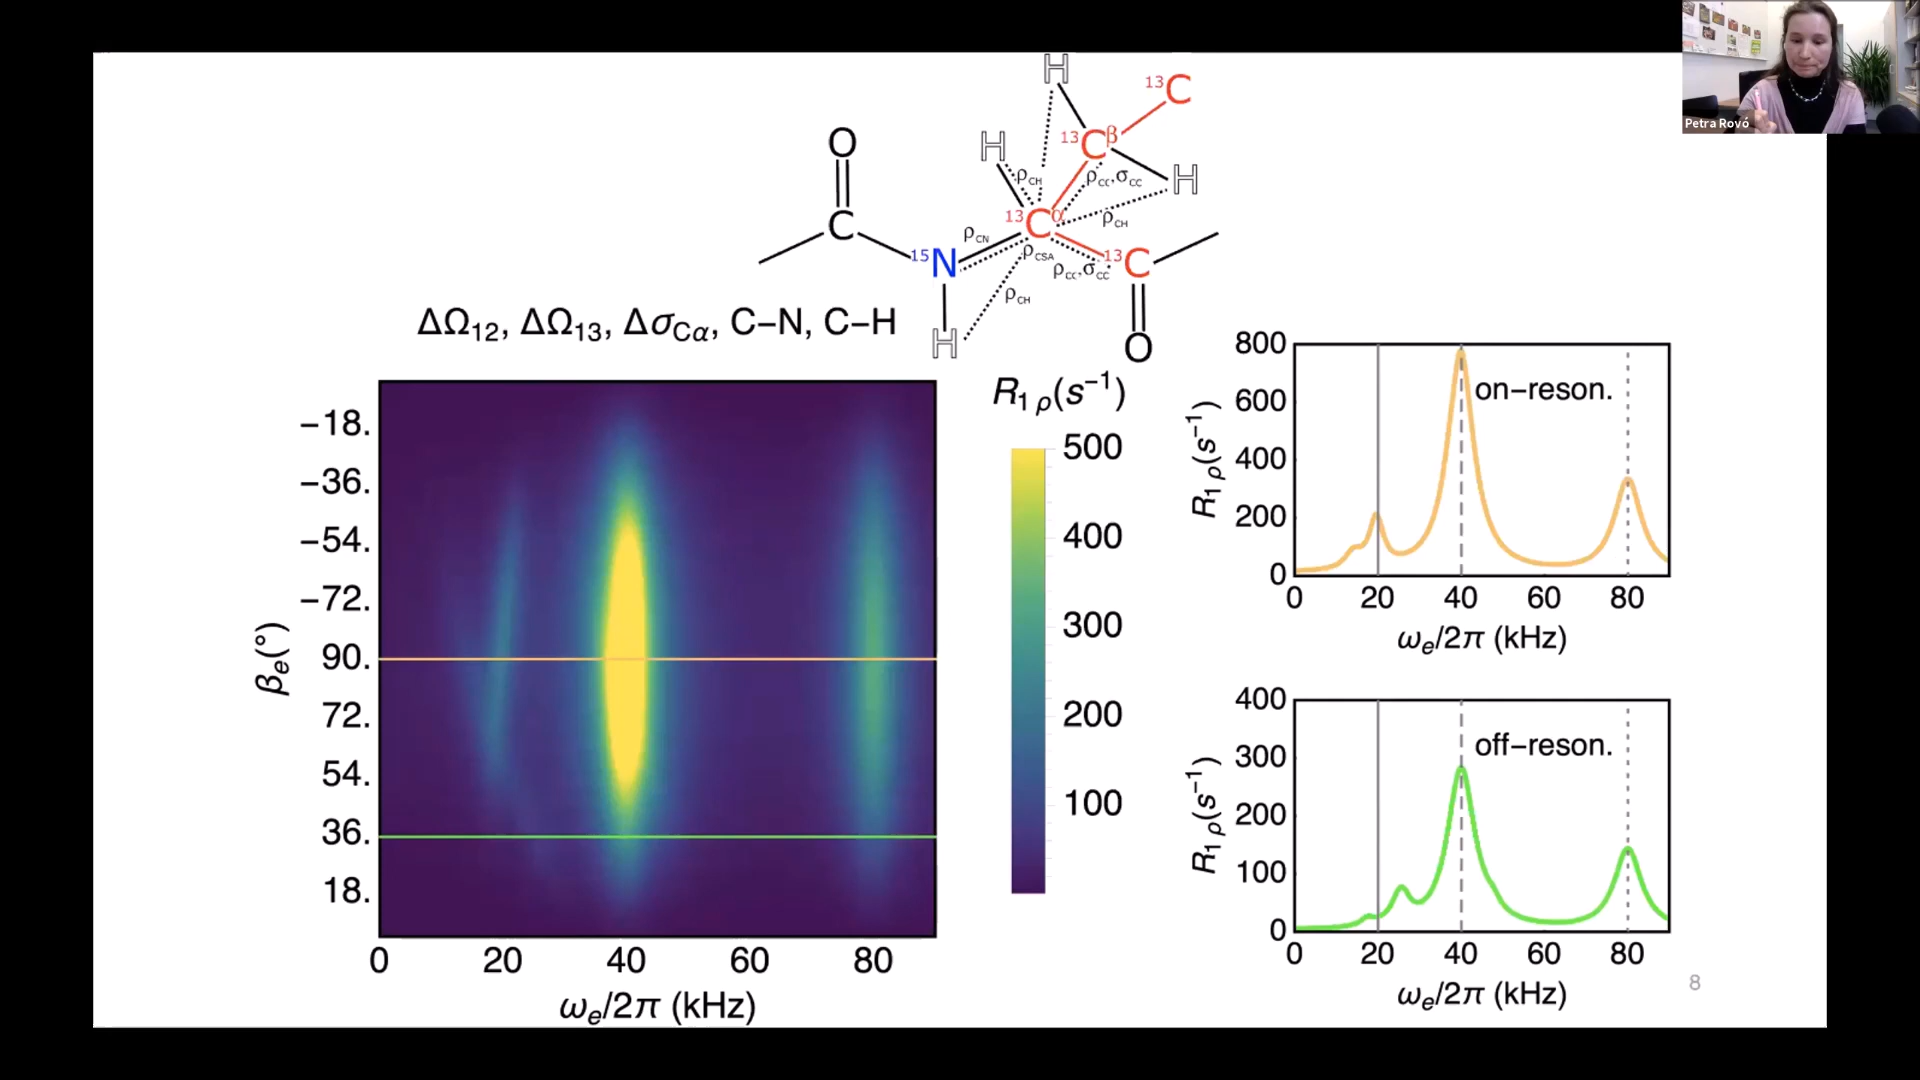 Petra Rovó
H
¹³C
O
H
¹³Cβ
ρCH
ρCC,σCC
H
C
¹³Cα
ρCH
ρCN
¹⁵N
ρCSA
ρCC,σCC
¹³C
ρCH
H
O
ΔΩ12, ΔΩ13, ΔσCα, C−N, C−H
−18.
−36.
−54.
−72.
90.
72.
54.
36.
18.
βe(°)
0 20 40 60 80
ωe/2π (kHz)
R1ρ(s⁻¹)
500
400
300
200
100
800
600
400
200
0
R1ρ(s⁻¹)
on−reson.
0 20 40 60 80
ωe/2π (kHz)
400
300
200
100
0
R1ρ(s⁻¹)
off−reson.
0 20 40 60 80
ωe/2π (kHz)
8